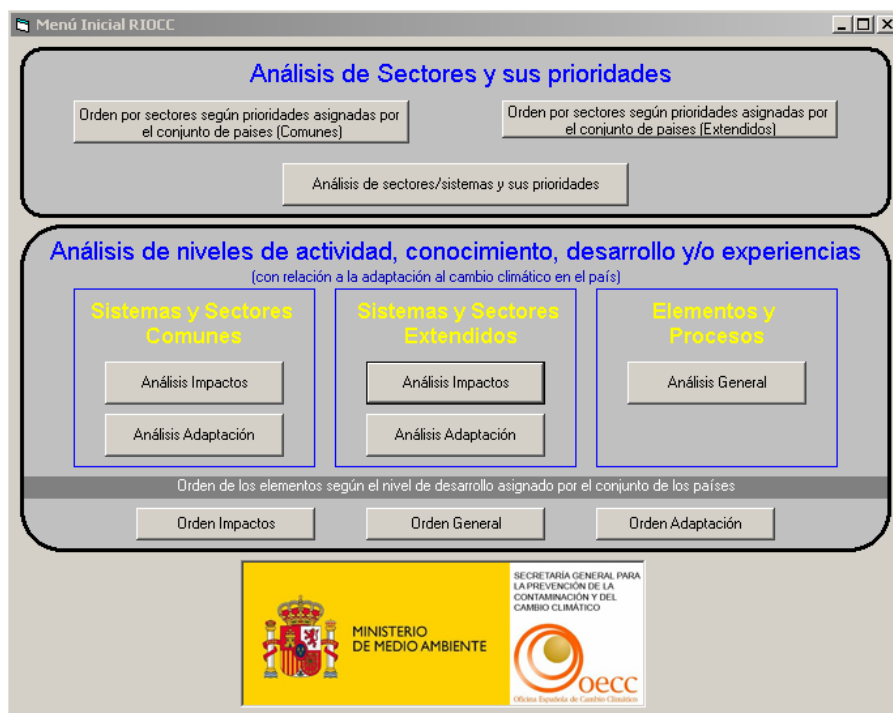 Menú Inicial RIOCC
Análisis de Sectores y sus prioridades
Orden por sectores según prioridades asignadas por
el conjunto de paises (Comunes)
Orden por sectores según prioridades asignadas por
el conjunto de paises (Extendidos)
Análisis de sectores/sistemas y sus prioridades
Análisis de niveles de actividad, conocimiento, desarrollo y/o experiencias
(con relación a la adaptación al cambio climático en el país)
Sistemas y Sectores
Comunes
Análisis Impactos
Análisis Adaptación
Sistemas y Sectores
Extendidos
Análisis Impactos
Análisis Adaptación
Elementos y
Procesos
Análisis General
Orden de los elementos según el nivel de desarrollo asignado por el conjunto de los países
Orden Impactos
Orden General
Orden Adaptación
MINISTERIO
DE MEDIO AMBIENTE
SECRETARÍA GENERAL PARA
LA PREVENCIÓN DE LA
CONTAMINACIÓN Y DEL
CAMBIO CLIMÁTICO
oecc
Oficina Española de Cambio Climático